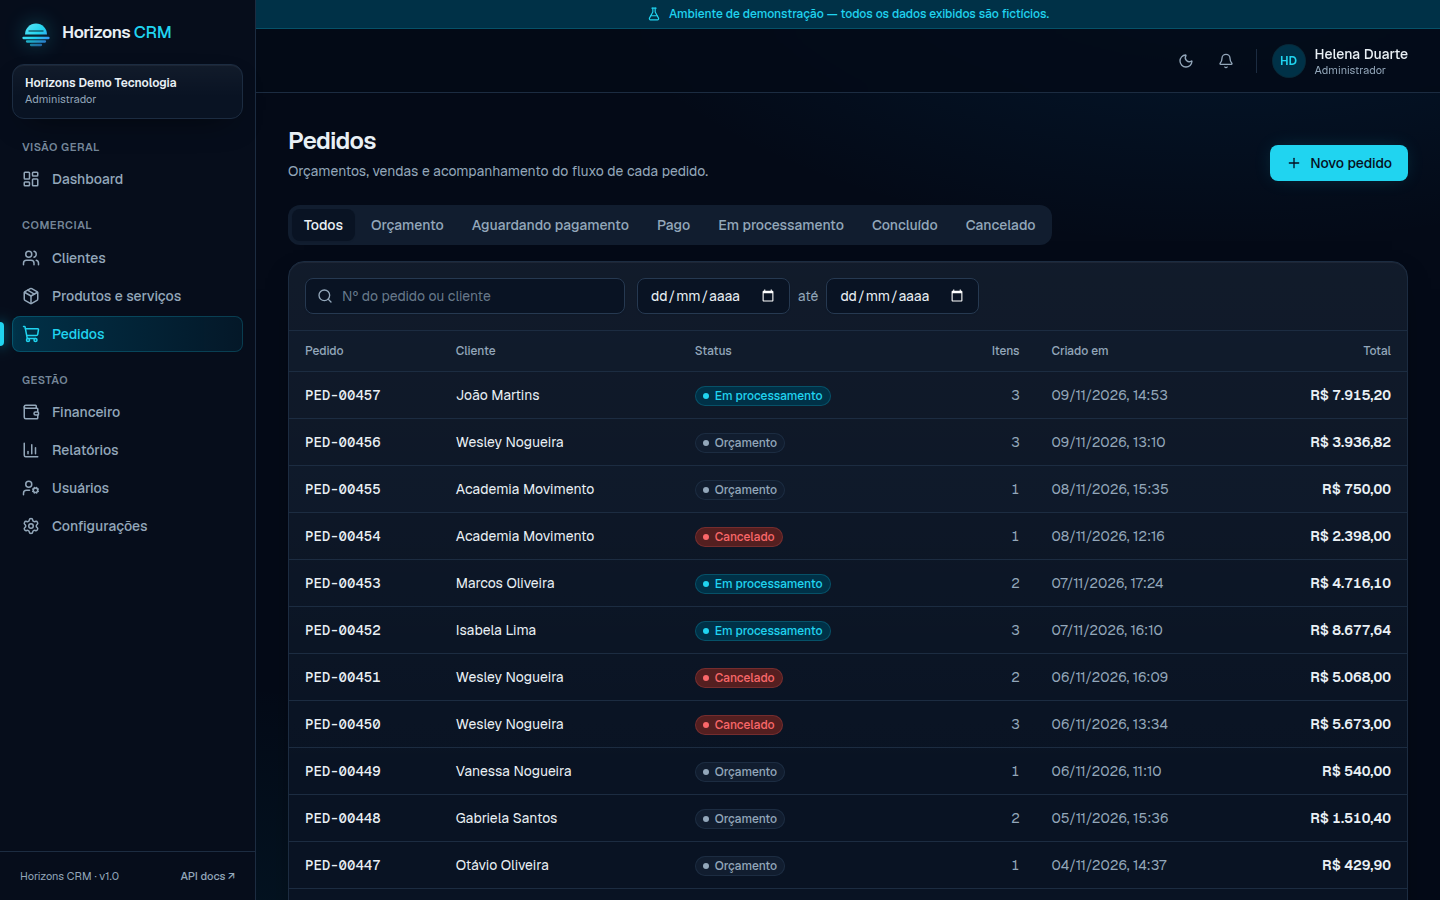 Horizons CRM
Horizons Demo Tecnologia
Administrador
VISÃO GERAL
Dashboard
COMERCIAL
Clientes
Produtos e serviços
Pedidos
GESTÃO
Financeiro
Relatórios
Usuários
Configurações
Horizons CRM · v1.0
API docs
Ambiente de demonstração — todos os dados exibidos são fictícios.
HD
Helena Duarte
Administrador
Pedidos
Orçamentos, vendas e acompanhamento do fluxo de cada pedido.
Novo pedido
Todos Orçamento Aguardando pagamento Pago Em processamento Concluído Cancelado
Nº do pedido ou cliente dd/mm/aaaa até dd/mm/aaaa
Pedido Cliente Status Itens Criado em Total
PED-00457 João Martins Em processamento 3 09/11/2026, 14:53 R$ 7.915,20
PED-00456 Wesley Nogueira Orçamento 3 09/11/2026, 13:10 R$ 3.936,82
PED-00455 Academia Movimento Orçamento 1 08/11/2026, 15:35 R$ 750,00
PED-00454 Academia Movimento Cancelado 1 08/11/2026, 12:16 R$ 2.398,00
PED-00453 Marcos Oliveira Em processamento 2 07/11/2026, 17:24 R$ 4.716,10
PED-00452 Isabela Lima Em processamento 3 07/11/2026, 16:10 R$ 8.677,64
PED-00451 Wesley Nogueira Cancelado 2 06/11/2026, 16:09 R$ 5.068,00
PED-00450 Wesley Nogueira Cancelado 3 06/11/2026, 13:34 R$ 5.673,00
PED-00449 Vanessa Nogueira Orçamento 1 06/11/2026, 11:10 R$ 540,00
PED-00448 Gabriela Santos Orçamento 2 05/11/2026, 15:36 R$ 1.510,40
PED-00447 Otávio Oliveira Orçamento 1 04/11/2026, 14:37 R$ 429,90